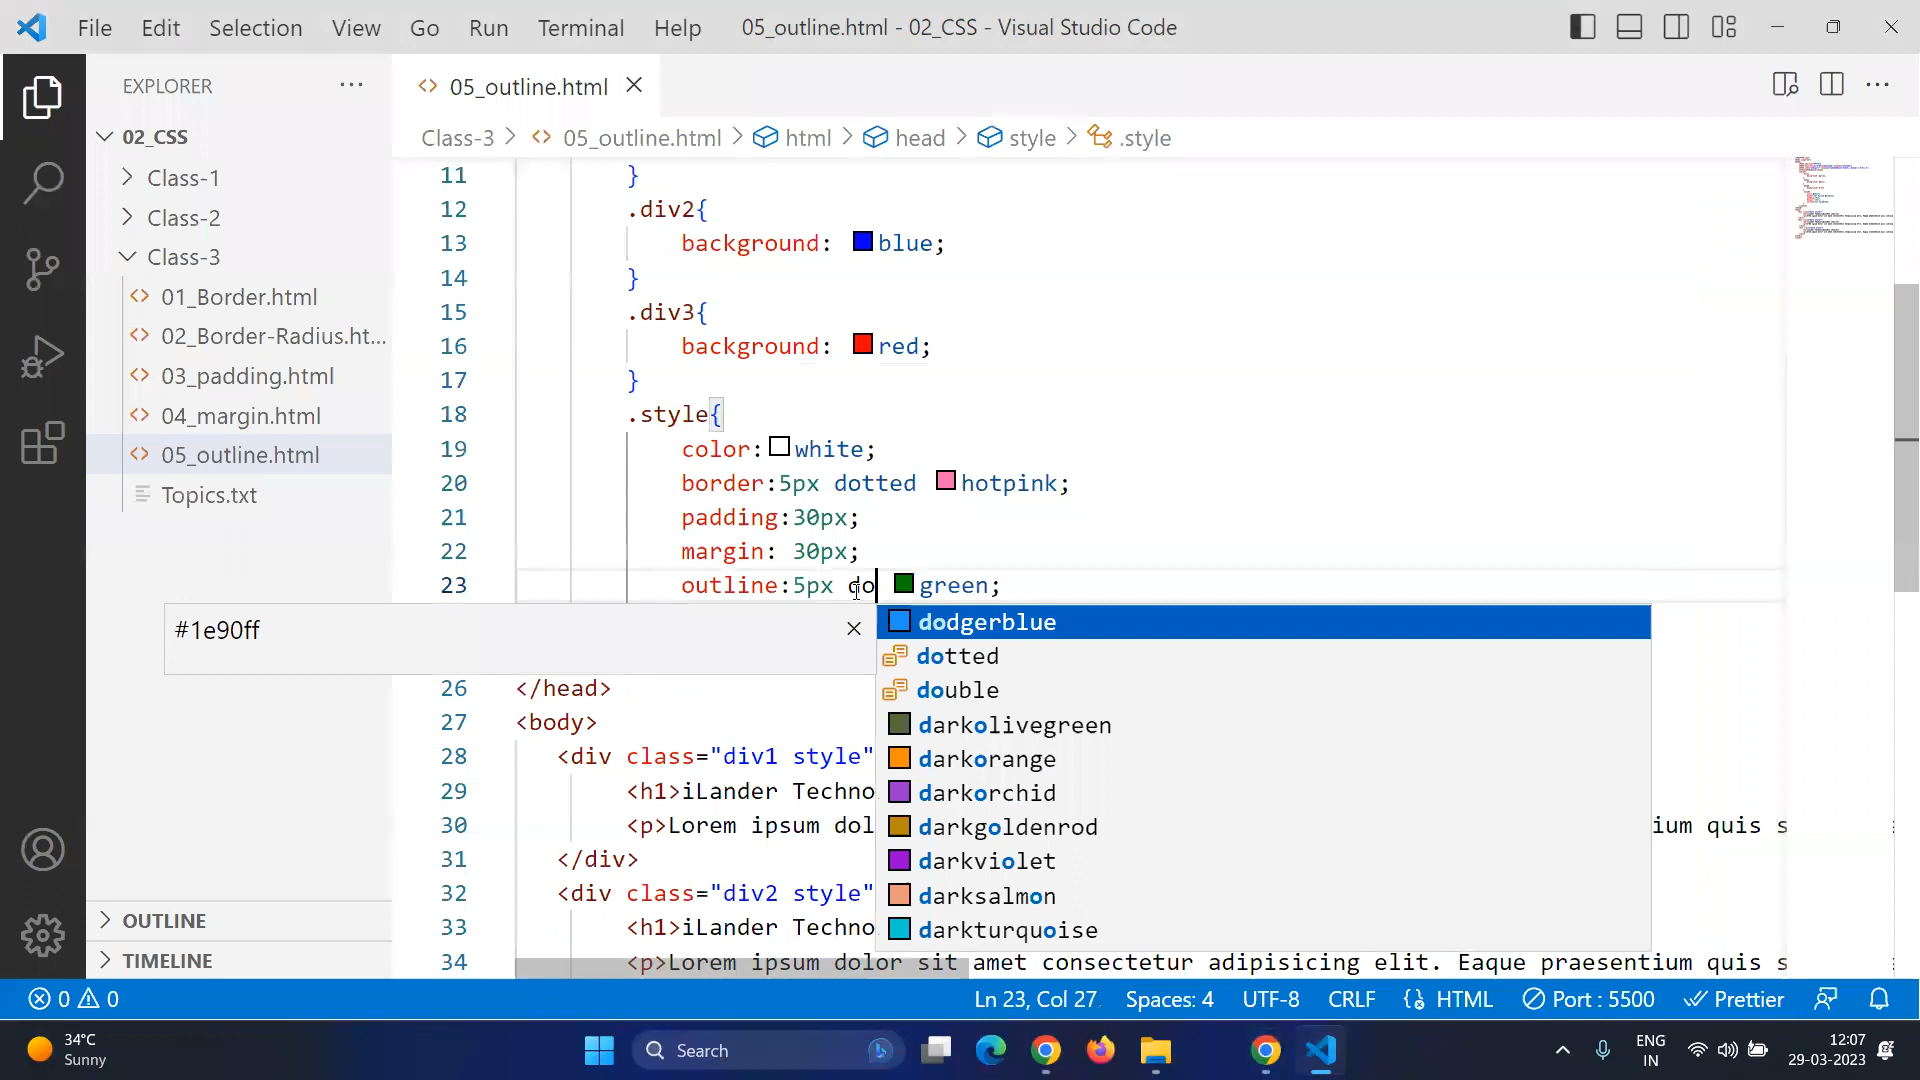 File Edit Selection View Go Run Terminal Help 05_outline.html - 02_CSS - Visual Studio Code
EXPLORER
05_outline.html
02_CSS
Class-3 > 05_outline.html > html > head > style > .style
Class-1
Class-2
Class-3
01_Border.html
02_Border-Radius.ht...
03_padding.html
04_margin.html
05_outline.html
Topics.txt
OUTLINE
TIMELINE
11 }
12 .div2{
13 background: blue;
14 }
15 .div3{
16 background: red;
17 }
18 .style{
19 color:white;
20 border:5px dotted hotpink;
21 padding:30px;
22 margin: 30px;
23 outline:5px do green;
#1e90ff
dodgerblue
dotted
double
darkolivegreen
darkorange
darkorchid
darkgoldenrod
darkviolet
darksalmon
darkturquoise
26 </head>
27 <body>
28 <div class="div1 style"
29 <h1>iLander Techno
30 <p>Lorem ipsum dol ium quis s
31 </div>
32 <div class="div2 style"
33 <h1>iLander Techno
34 <p>Lorem ipsum dolor sit amet consectetur adipisicing elit. Eaque praesentium quis s
0 0 Ln 23, Col 27 Spaces: 4 UTF-8 CRLF HTML Port : 5500 Prettier
34°C
Sunny
Search
ENG
IN
12:07
29-03-2023